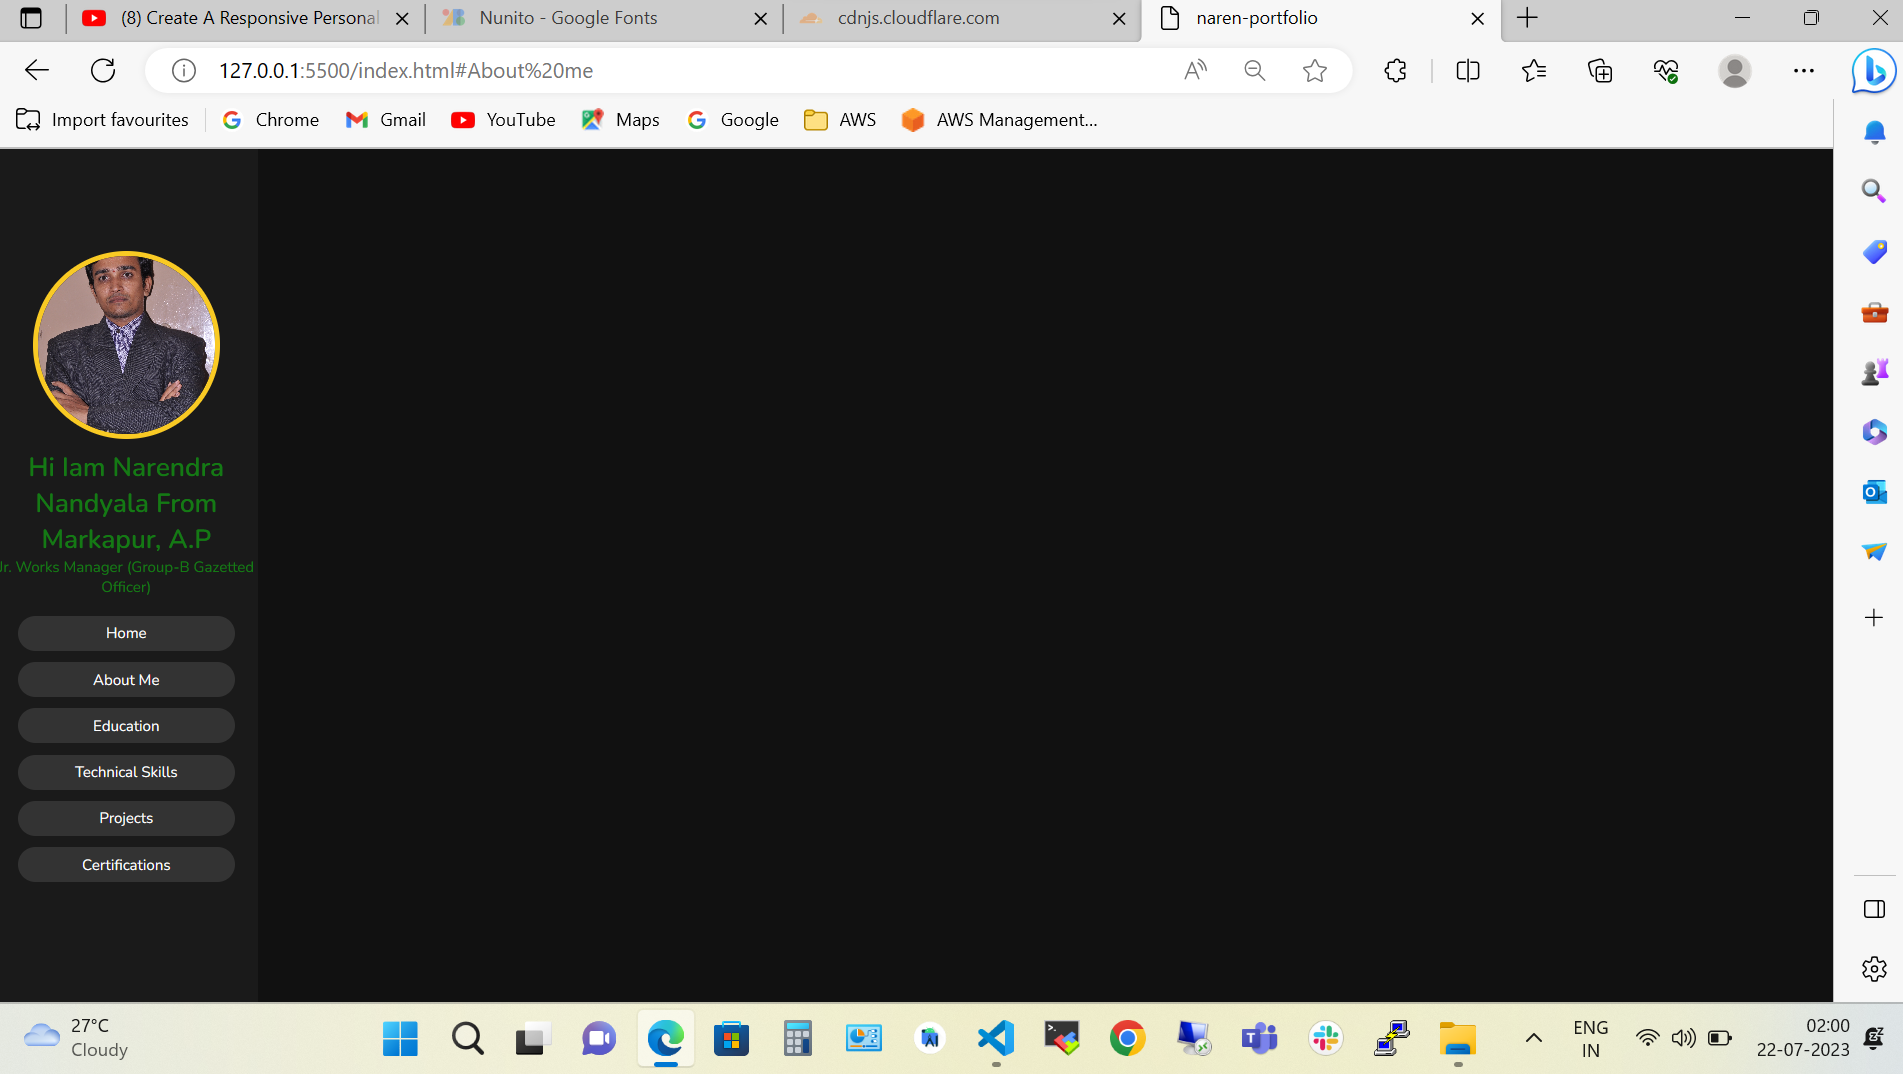 (8) Create A Responsive Personal
Nunito - Google Fonts
cdnjs.cloudflare.com
naren-portfolio
127.0.0.1:5500/index.html#About%20me
Import favourites
Chrome
Gmail
YouTube
Maps
Google
AWS
AWS Management...
Hi Iam Narendra
Nandyala From
Markapur, A.P
Jr. Works Manager (Group-B Gazetted
Officer)
Home
About Me
Education
Technical Skills
Projects
Certifications
27°C
Cloudy
ENG
IN
02:00
22-07-2023